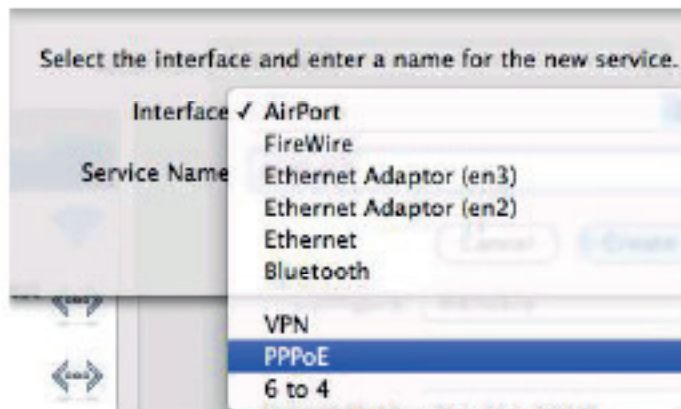 Select the interface and enter a name for the new service.
Interface ✓ AirPort
FireWire
Service Name
Ethernet Adaptor (en3)
Ethernet Adaptor (en2)
Ethernet
Cancel
Create
Bluetooth
VPN
PPPoE
6 to 4